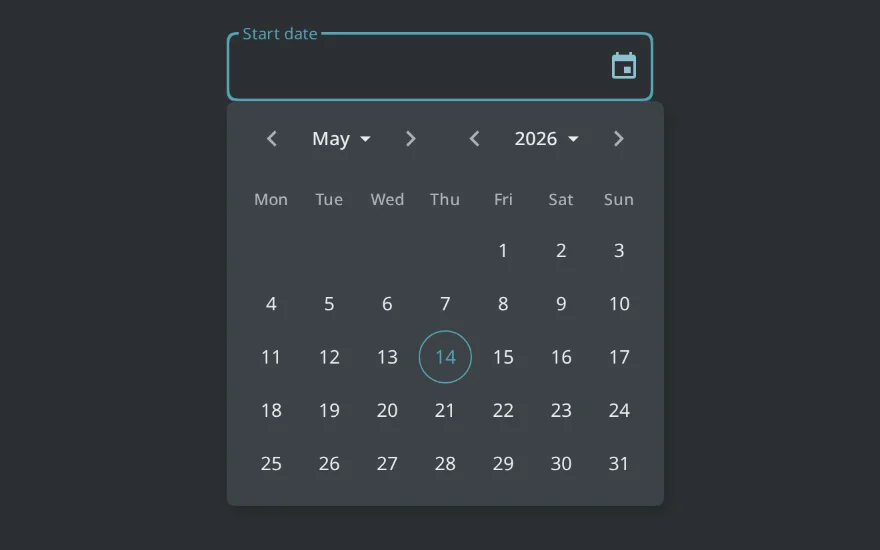 Start date
May 2026
Mon Tue Wed Thu Fri Sat Sun
1 2 3
4 5 6 7 8 9 10
11 12 13 14 15 16 17
18 19 20 21 22 23 24
25 26 27 28 29 30 31